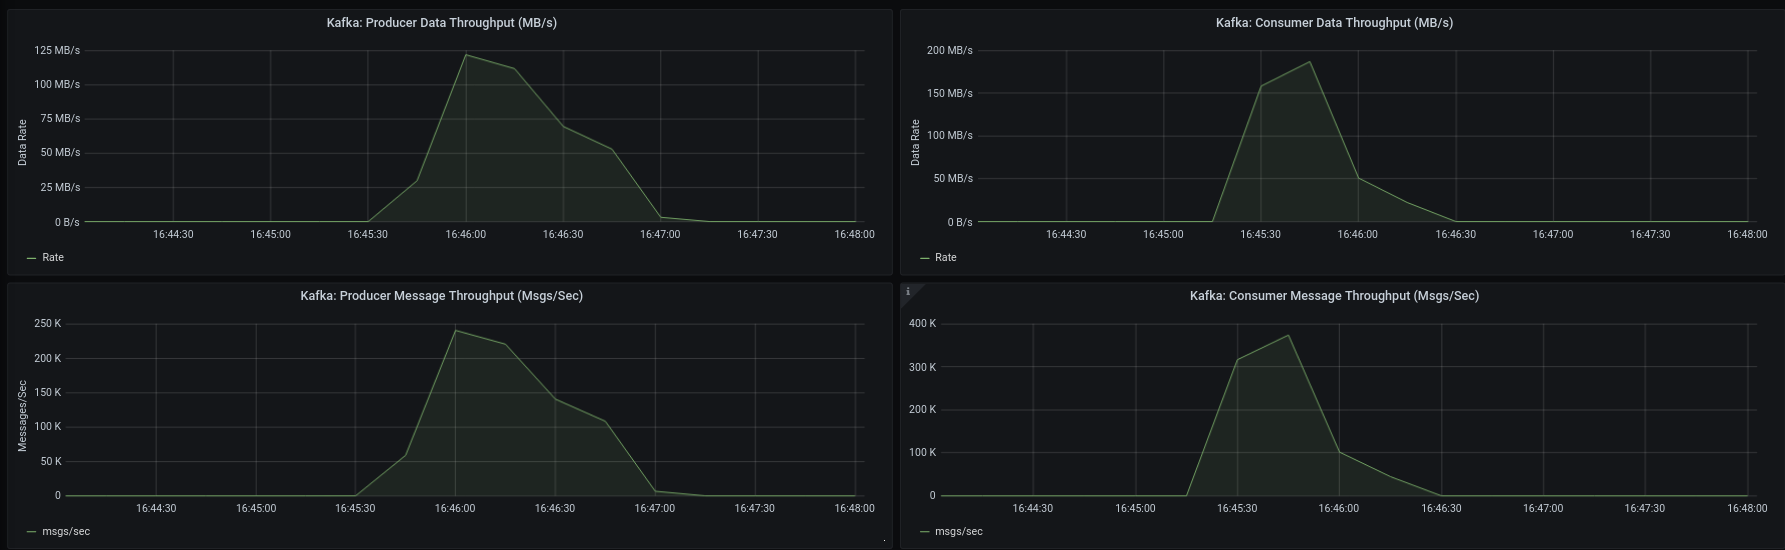 Kafka: Producer Data Throughput (MB/s)
125 MB/s
100 MB/s
75 MB/s
50 MB/s
25 MB/s
0 B/s
Data Rate
16:44:30 16:45:00 16:45:30 16:46:00 16:46:30 16:47:00 16:47:30 16:48:00
Rate
Kafka: Consumer Data Throughput (MB/s)
200 MB/s
150 MB/s
100 MB/s
50 MB/s
0 B/s
Data Rate
16:44:30 16:45:00 16:45:30 16:46:00 16:46:30 16:47:00 16:47:30 16:48:00
Rate
Kafka: Producer Message Throughput (Msgs/Sec)
250 K
200 K
150 K
100 K
50 K
0
Messages/Sec
16:44:30 16:45:00 16:45:30 16:46:00 16:46:30 16:47:00 16:47:30 16:48:00
msgs/sec
i
Kafka: Consumer Message Throughput (Msgs/Sec)
400 K
300 K
200 K
100 K
0
16:44:30 16:45:00 16:45:30 16:46:00 16:46:30 16:47:00 16:47:30 16:48:00
msgs/sec